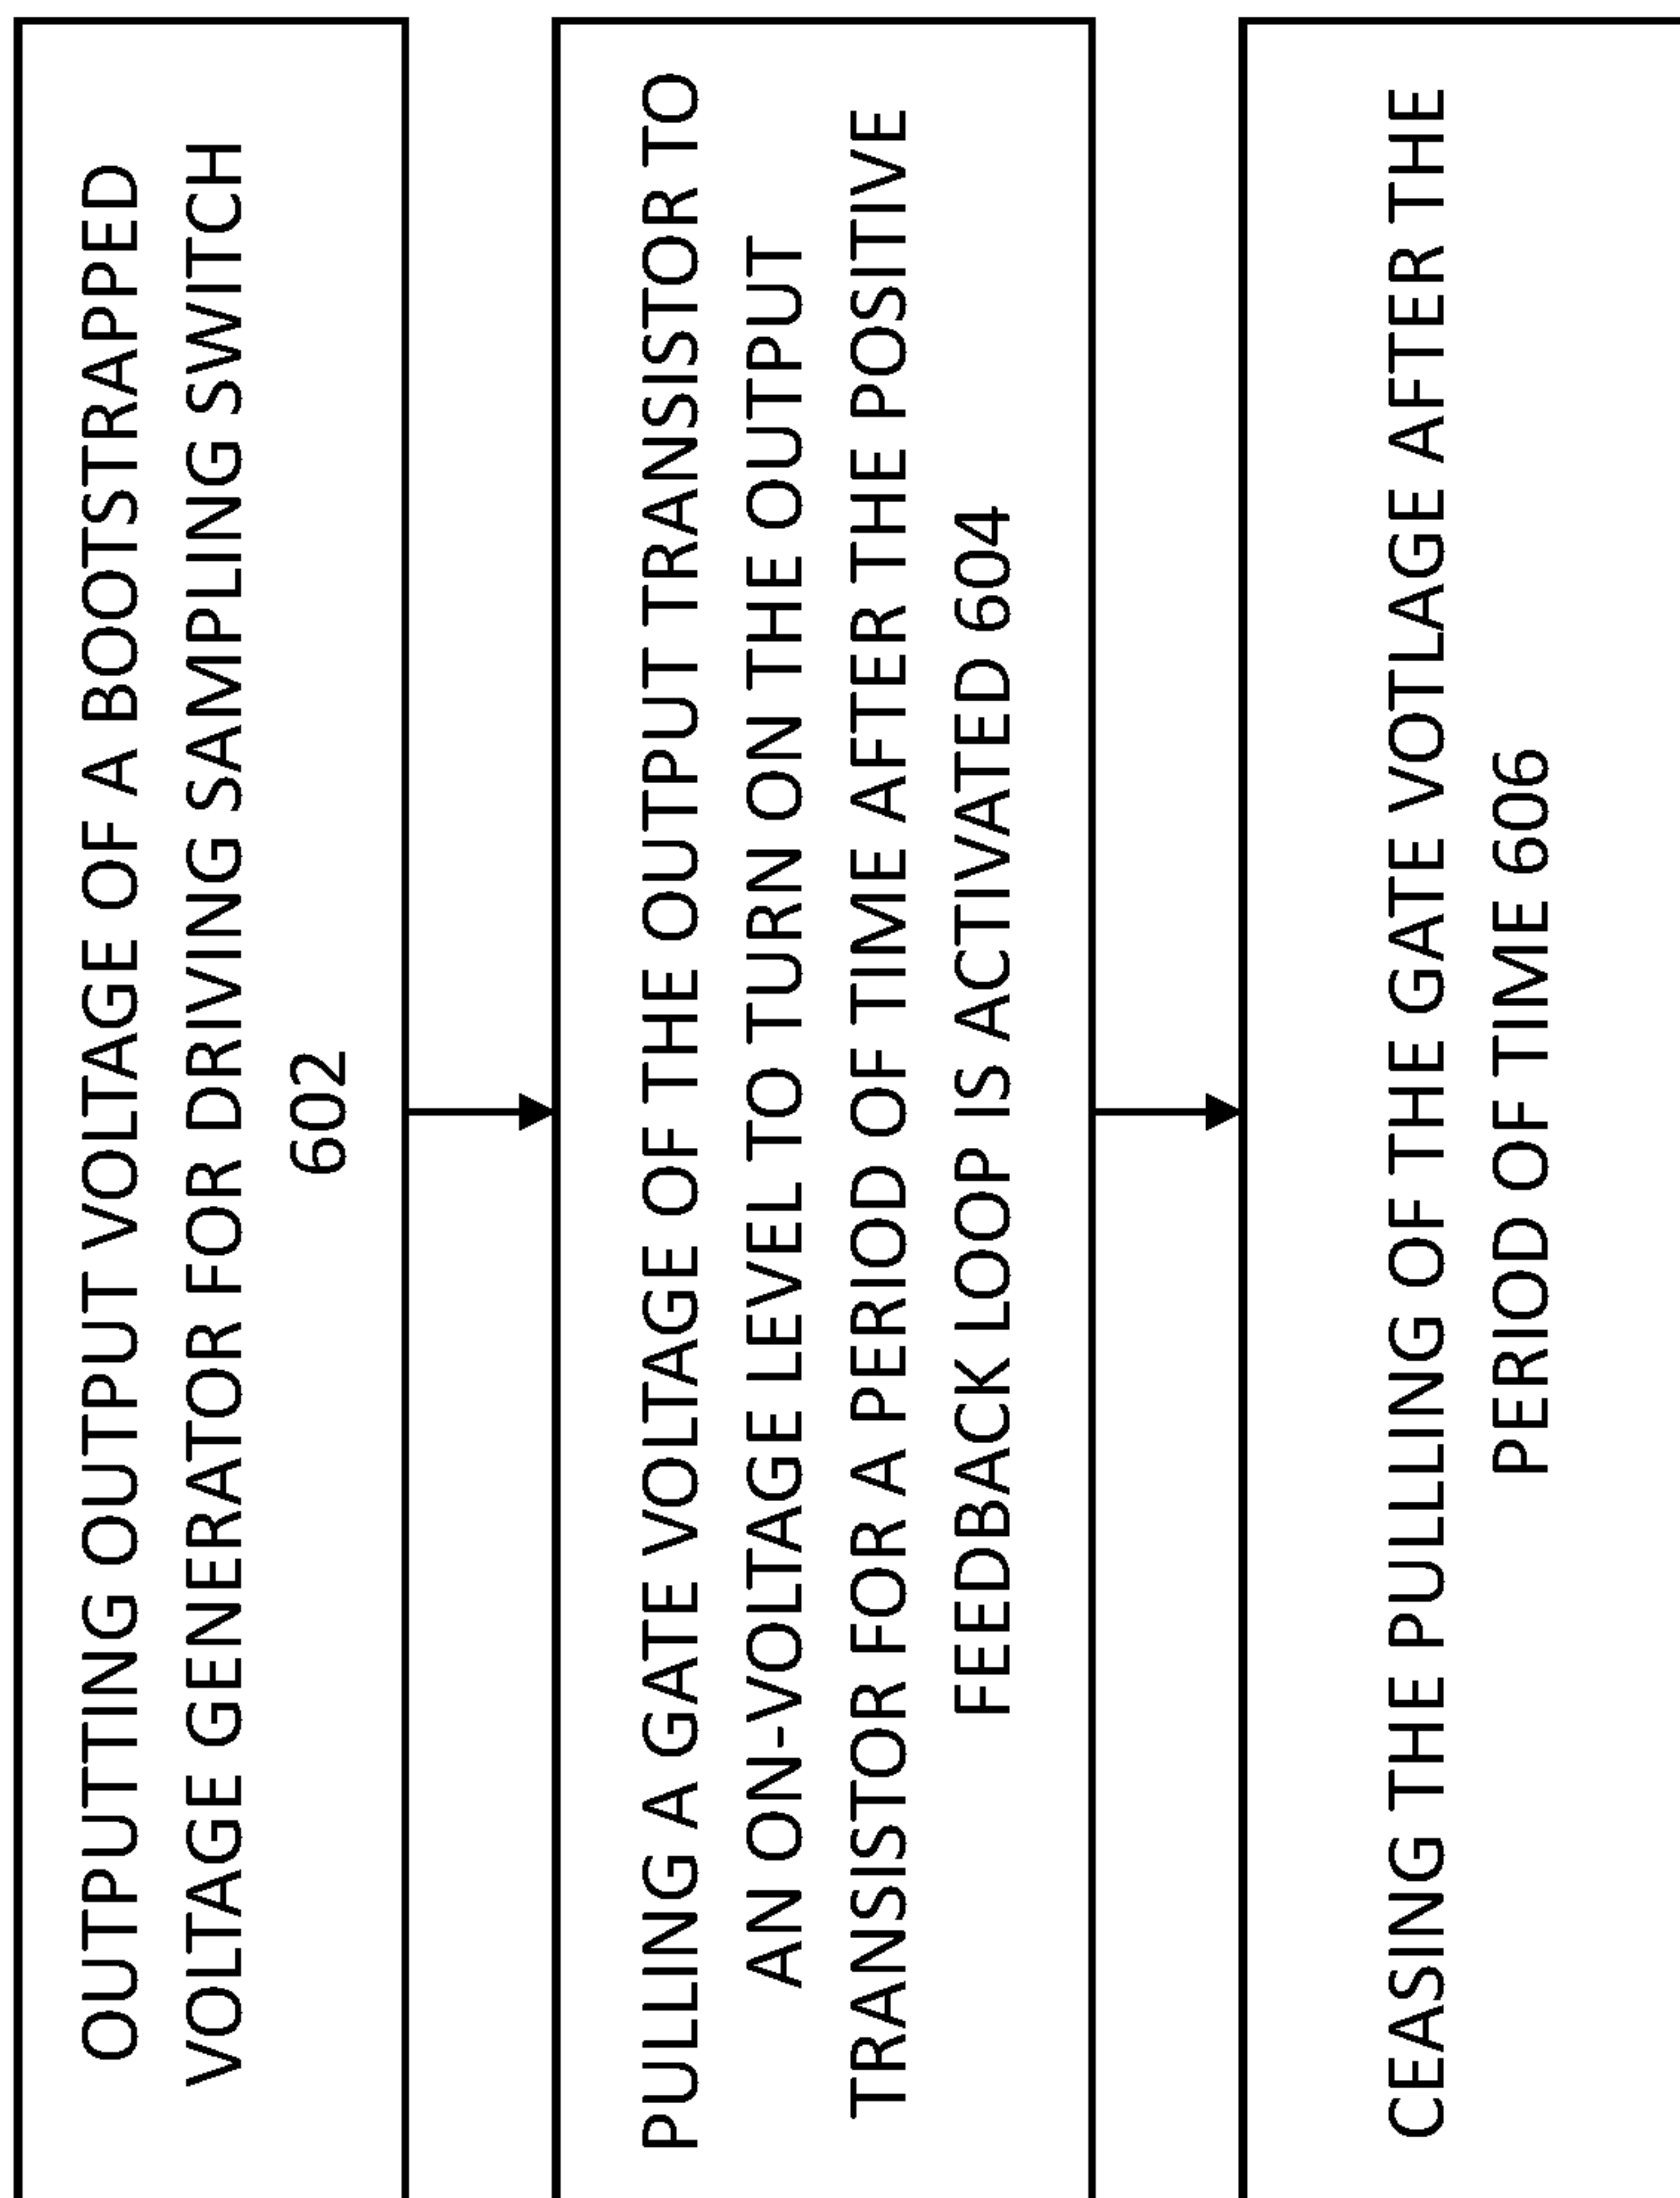 OUTPUTTING OUTPUT VOLTAGE OF A BOOTSTRAPPED
VOLTAGE GENERATOR FOR DRIVING SAMPLING SWITCH
602
PULLING A GATE VOLTAGE OF THE OUTPUT TRANSISTOR TO
AN ON-VOLTAGE LEVEL TO TURN ON THE OUTPUT
TRANSISTOR FOR A PERIOD OF TIME AFTER THE POSITIVE
FEEDBACK LOOP IS ACTIVATED 604
CEASING THE PULLING OF THE GATE VOTLAGE AFTER THE
PERIOD OF TIME 606